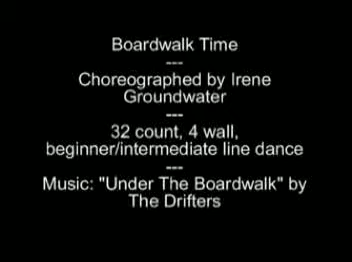 Boardwalk Time
---
Choreographed by Irene
Groundwater
---
32 count, 4 wall,
beginner/intermediate line dance
---
Music: "Under The Boardwalk" by
The Drifters